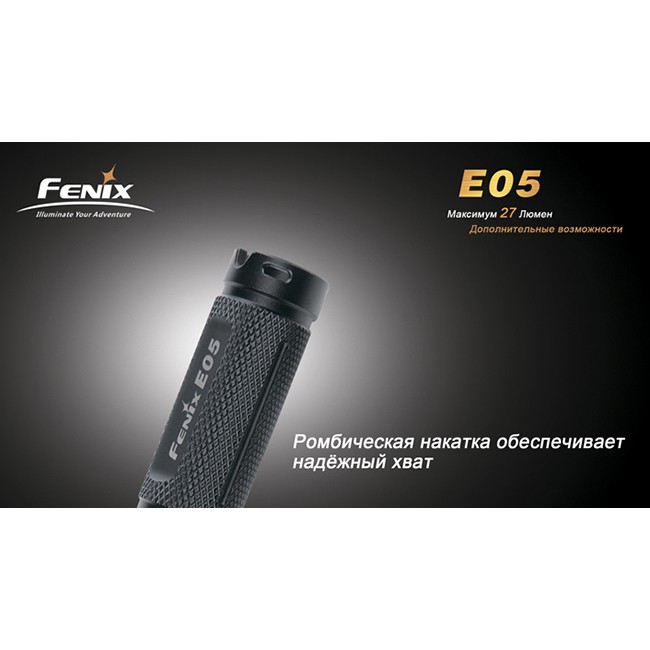 FENIX
Illuminate Your Adventure
E05
Максимум 27 Люмен
Дополнительные возможности
FENIX E05
Ромбическая накатка обеспечивает
надёжный хват